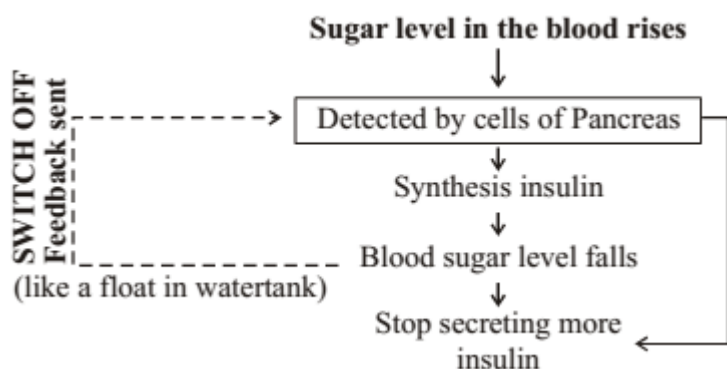 Sugar level in the blood rises
SWITCH OFF
Feedback sent
Detected by cells of Pancreas
Synthesis insulin
Blood sugar level falls
(like a float in watertank)
Stop secreting more
insulin